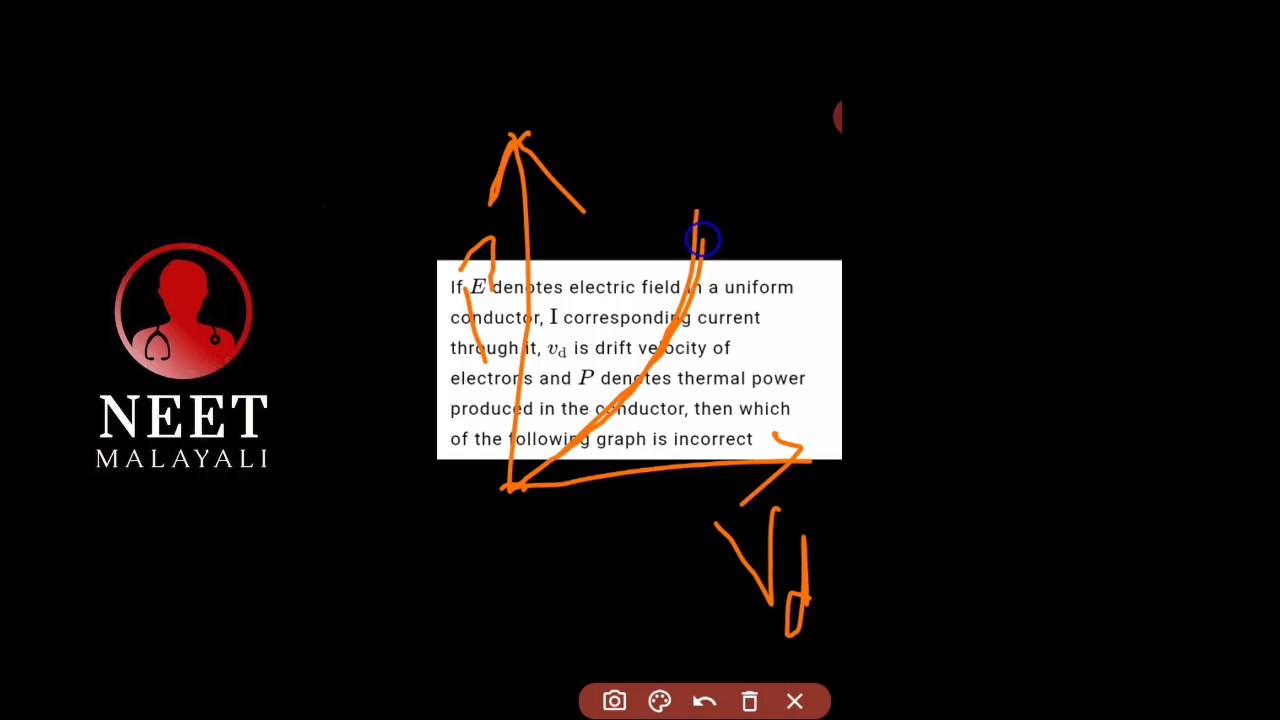 NEET
MALAYALI
If E denotes electric field in a uniform
conductor, I corresponding current
through it, v_d is drift velocity of
electrons and P denotes thermal power
produced in the conductor, then which
of the following graph is incorrect
Vd